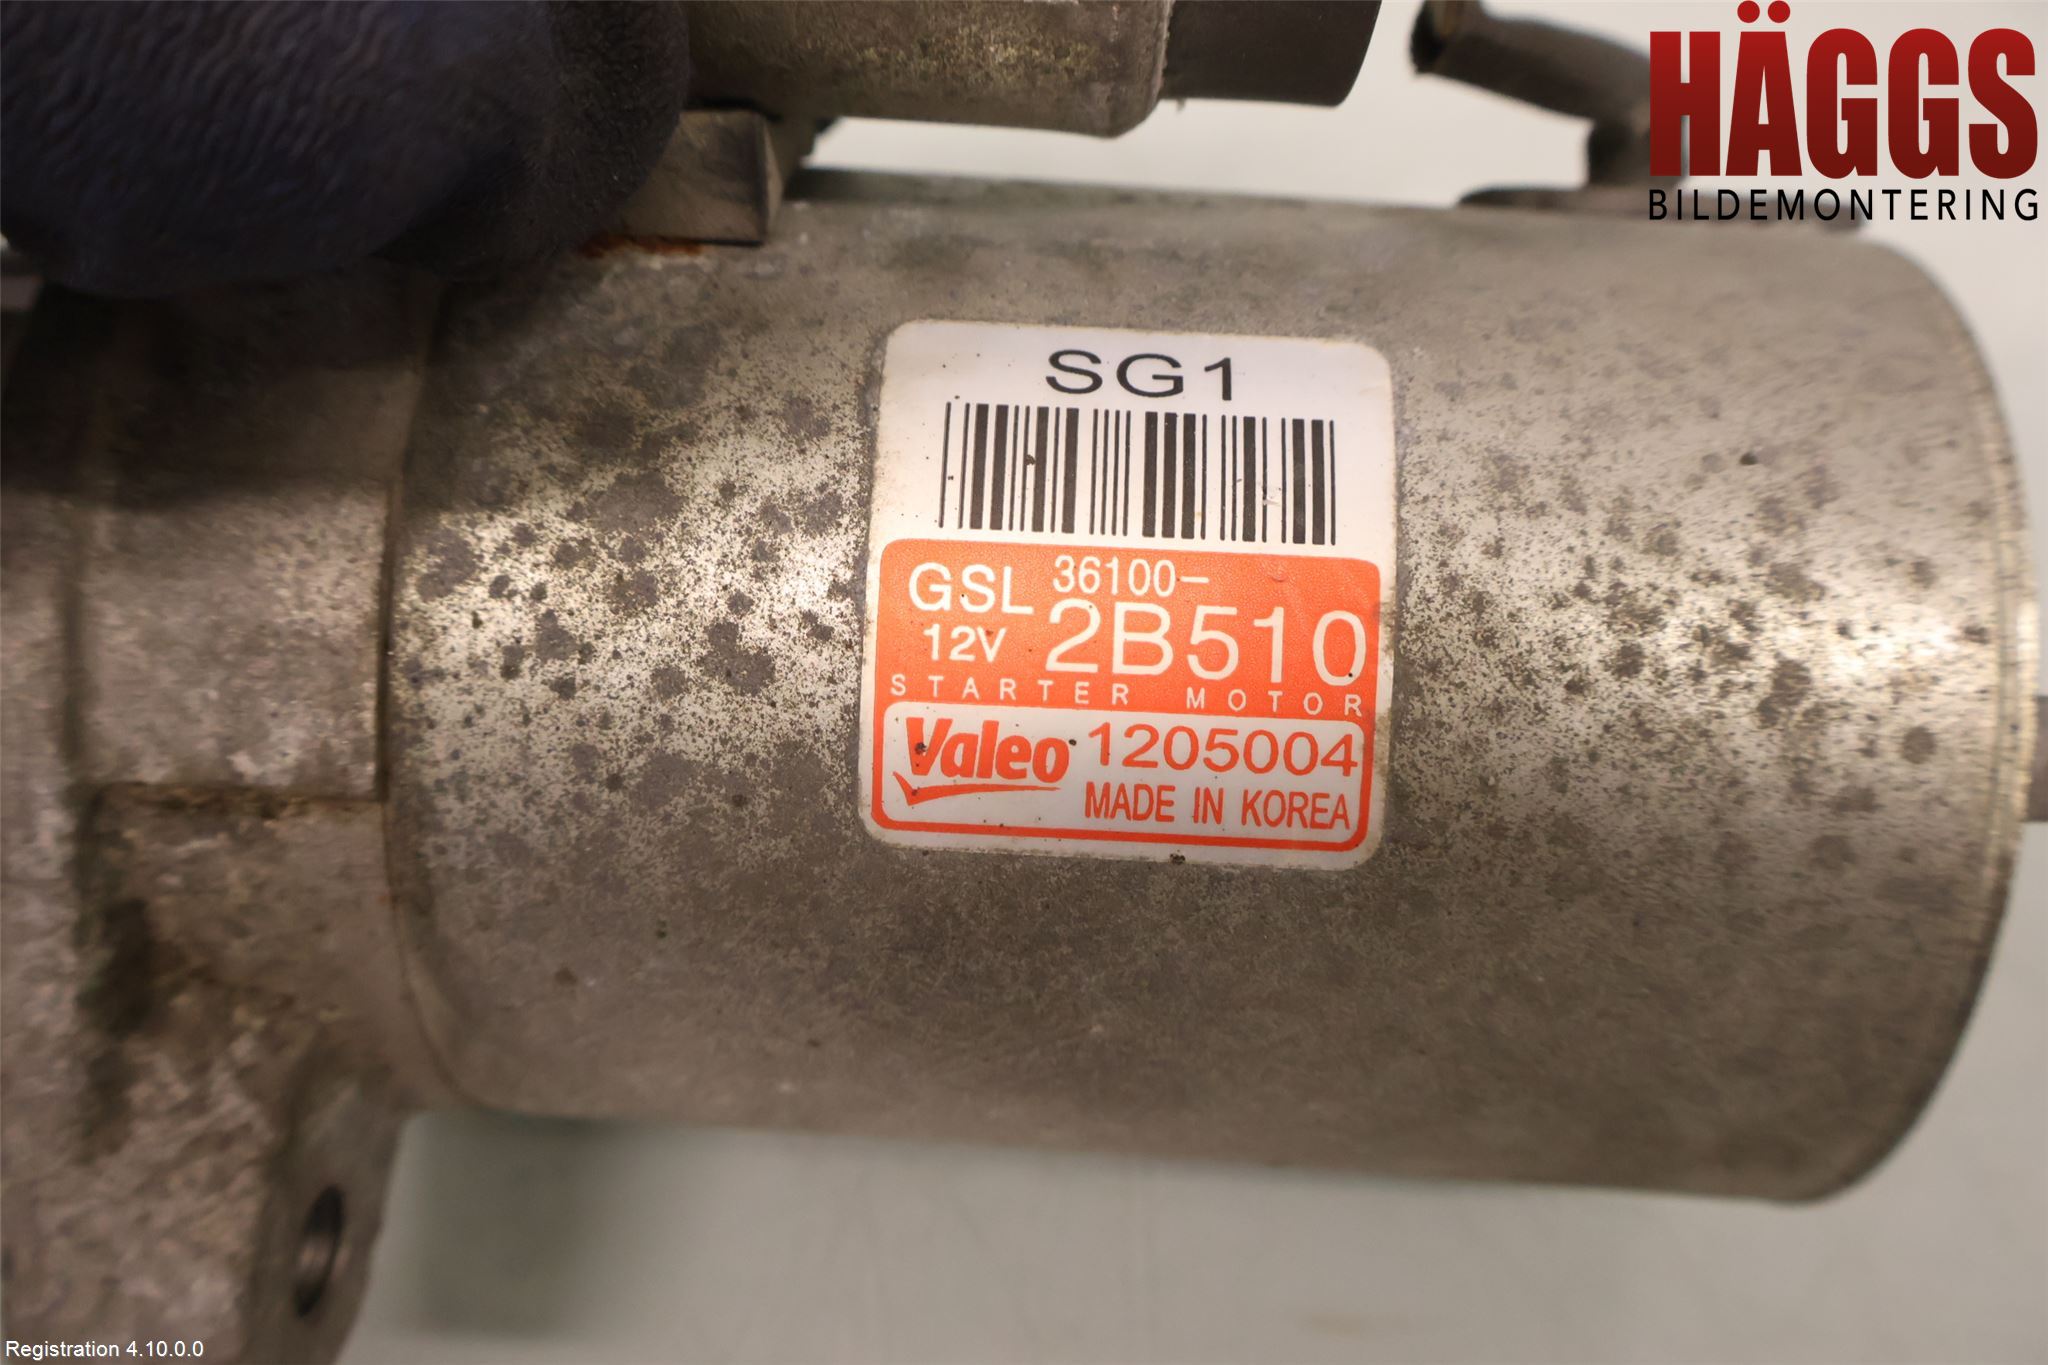 HÄGGS
BILDEMONTERING
SG1
GSL 36100-
12V 2B510
STARTER MOTOR
Valeo 1205004
MADE IN KOREA
Registration 4.10.0.0